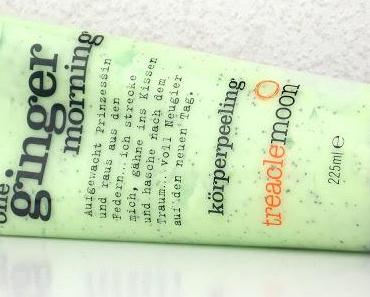 one
ginger
morning
Aufgewacht Prinzessin
und raus aus den
Federn...ich strecke
mich, gähne ins Kissen
und hasche nach dem
Traum... voll Neugier
auf den neuen Tag.
körperpeeling
treaclemoon
225ml e